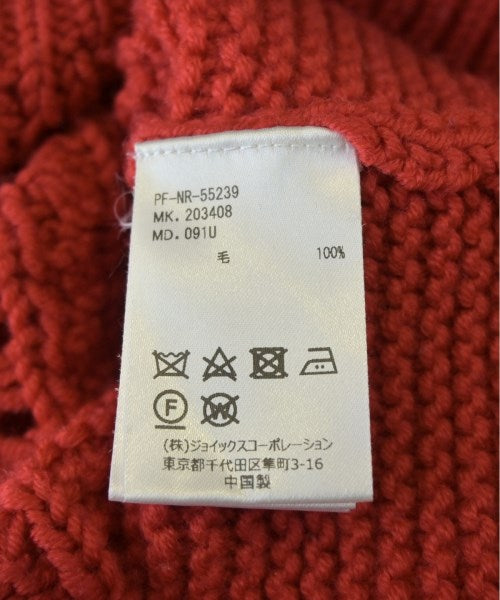 PF-NR-55239
MK. 203408
MD. 091U
毛 100%
F
W
(株)ジョイックスコーポレーション
東京都千代田区隼町3-16
中国製